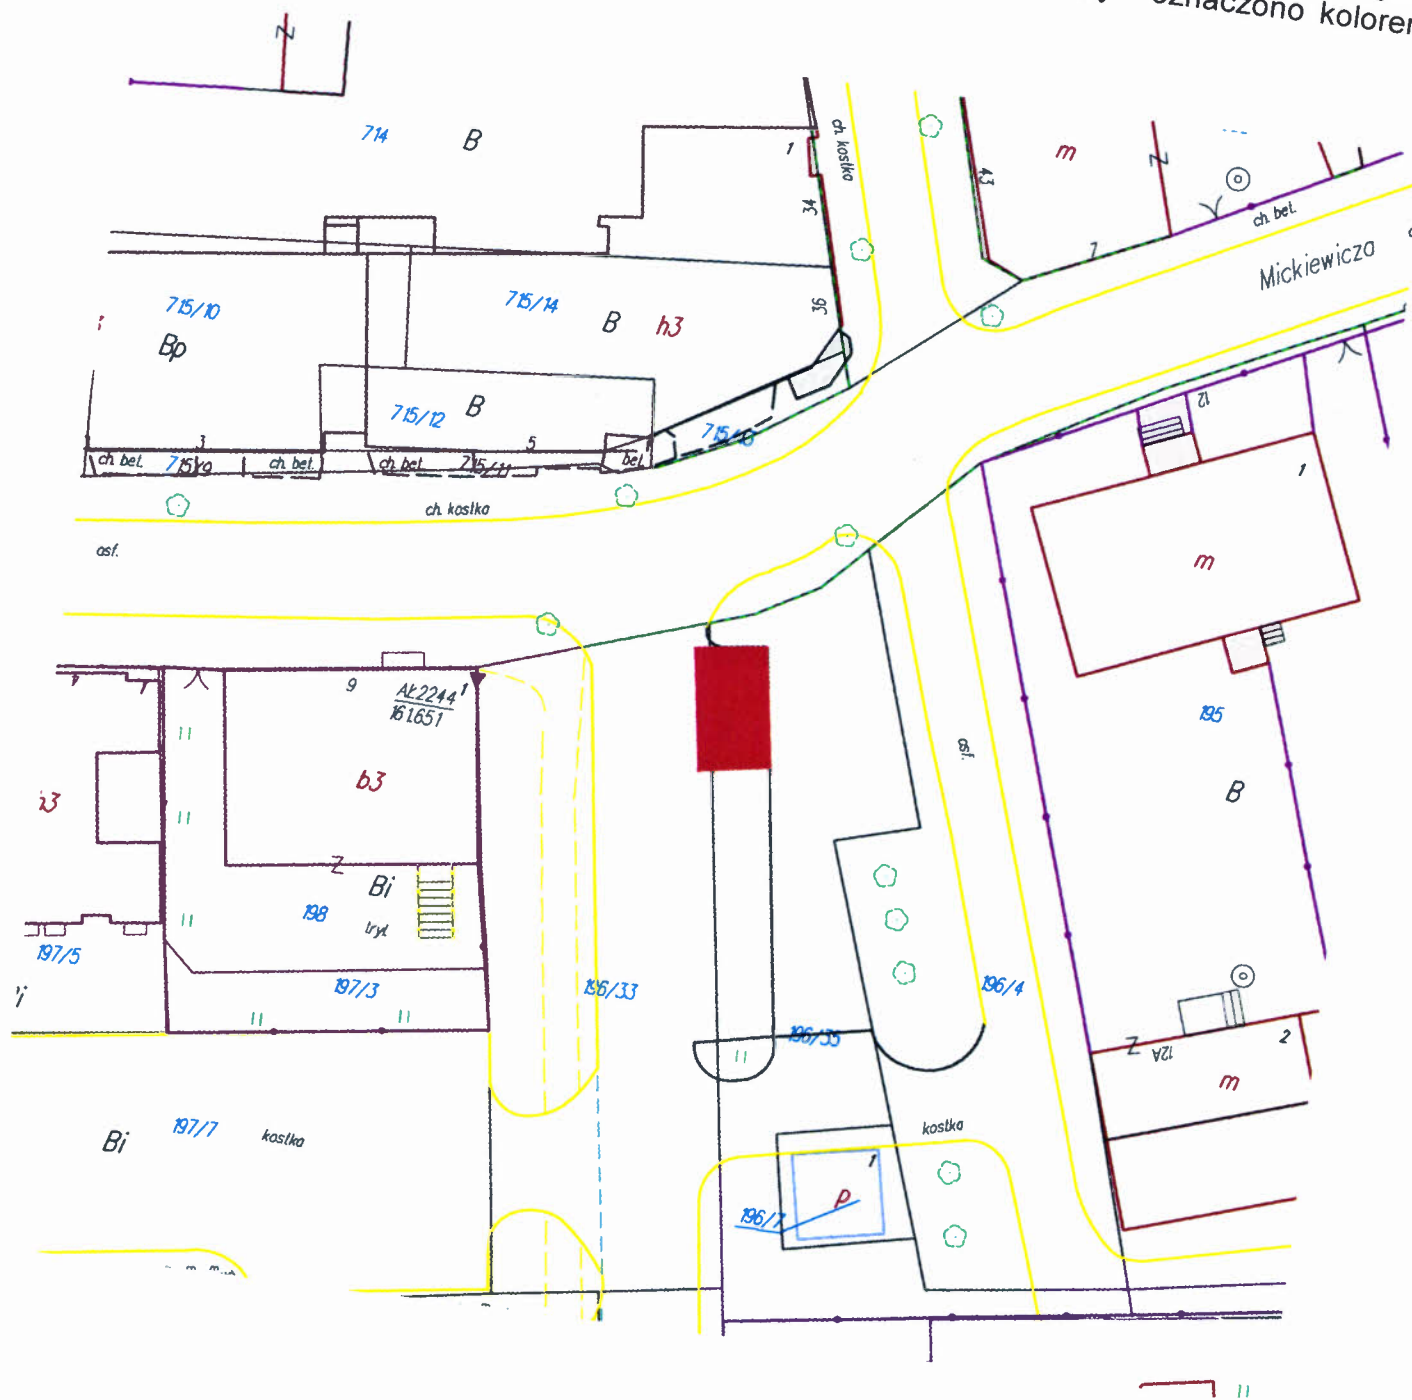 oznaczono kolorem
714
B
1
ch kostka
34
43
m
Z
ch bet.
7
Mickiewicza
715/10
715/14
B
h3
36
Bp
715/12
B
3
5
12
ch bet.
715/9
ch bet.
ch bet.
715/11
bet.
ch kostka
1
asf.
m
9
AŁ2244
161651
1
195
asf.
b3
B
Z
Bi
198
tryl
197/5
197/3
196/33
196/4
196/35
Z
12A
2
m
Bi
197/7
kostka
kostka
1
p
196/7